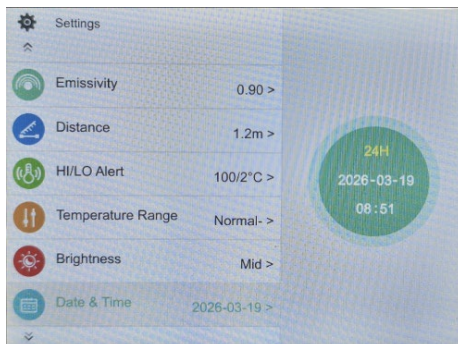 Settings
Emissivity 0.90 >
Distance 1.2m >
HI/LO Alert 100/2°C >
Temperature Range Normal- >
Brightness Mid >
Date & Time 2026-03-19 >
24H
2026-03-19
08:51